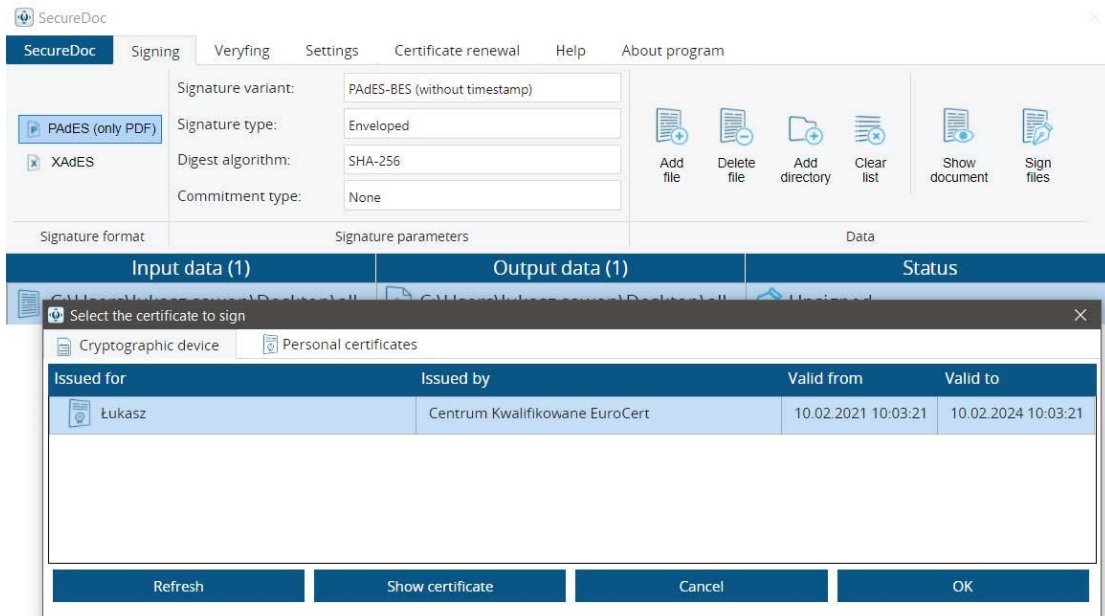 SecureDoc
SecureDoc Signing Veryfing Settings Certificate renewal Help About program
Signature variant: PAdES-BES (without timestamp)
PAdES (only PDF) Signature type: Enveloped
XAdES Digest algorithm: SHA-256
Commitment type: None
Add file
Delete file
Add directory
Clear list
Show document
Sign files
Signature format Signature parameters Data
Input data (1) Output data (1) Status
Select the certificate to sign
Cryptographic device Personal certificates
Issued for Issued by Valid from Valid to
Łukasz Centrum Kwalifikowane EuroCert 10.02.2021 10:03:21 10.02.2024 10:03:21
Refresh Show certificate Cancel OK